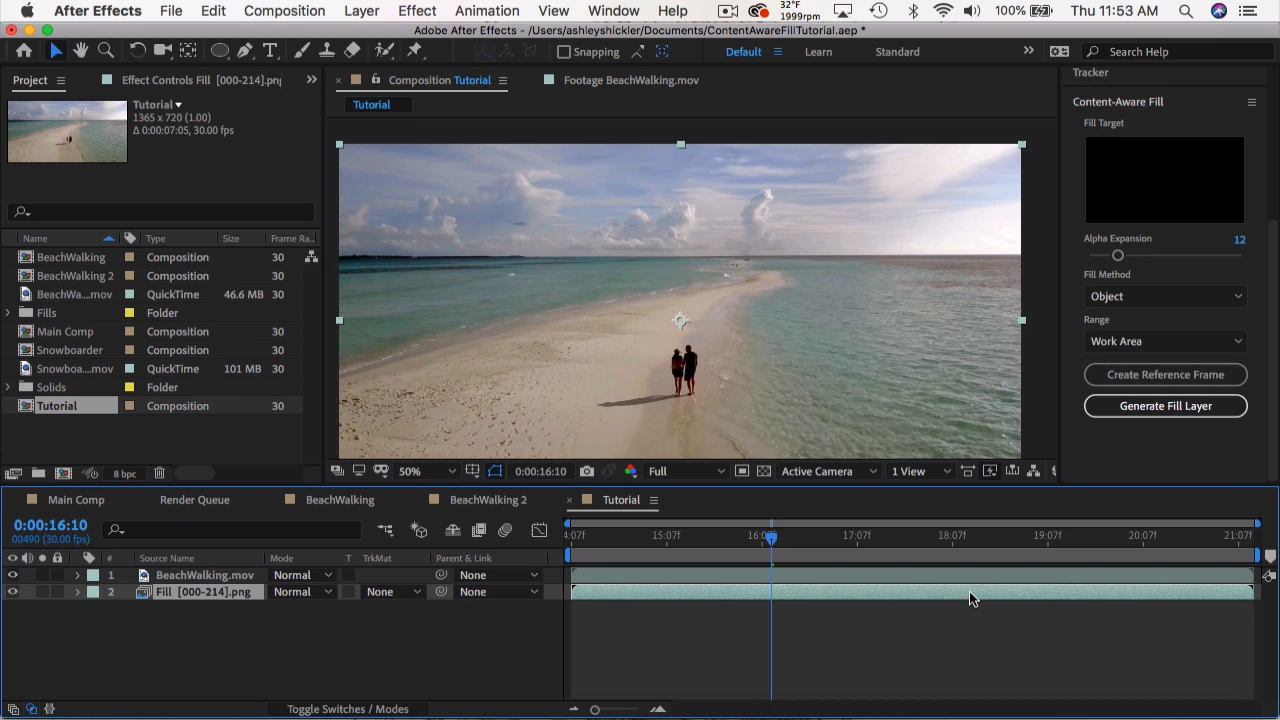 After Effects File Edit Composition Layer Effect Animation View Window Help 32°F 1999rpm 100% Thu 11:53 AM
Adobe After Effects - /Users/ashleyshickler/Documents/ContentAwareFillTutorial.aep *
Snapping Default Learn Standard Search Help
Project Effect Controls Fill [000-214].pn
Tutorial
1365 x 720 (1.00)
Δ 0:00:07:05, 30.00 fps
Name Type Size Frame Ra...
BeachWalking Composition 30
BeachWalking 2 Composition 30
BeachWa....mov QuickTime 46.6 MB 30
Fills Folder
Main Comp Composition 30
Snowboarder Composition 30
Snowboa....mov QuickTime 101 MB 30
Solids Folder
Tutorial Composition 30
8 bpc
Composition Tutorial Footage BeachWalking.mov
Tutorial
50% 0:00:16:10 Full Active Camera 1 View
Tracker
Content-Aware Fill
Fill Target
Alpha Expansion 12
Fill Method
Object
Range
Work Area
Create Reference Frame
Generate Fill Layer
Main Comp Render Queue BeachWalking BeachWalking 2 Tutorial
0:00:16:10
00490 (30.00 fps)
4:07f 15:07f 16:07f 17:07f 18:07f 19:07f 20:07f 21:07f
# Source Name Mode T TrkMat Parent & Link
1 BeachWalking.mov Normal None
2 Fill [000-214].png Normal None None
Toggle Switches / Modes